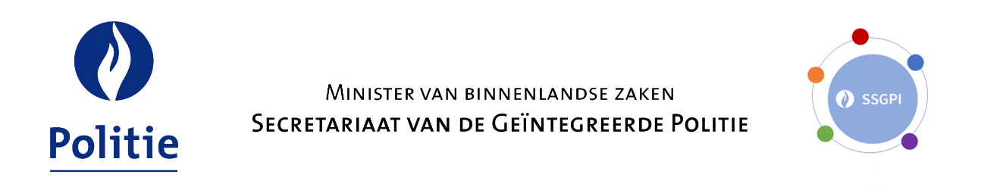 Politie
MINISTER VAN BINNENLANDSE ZAKEN
SECRETARIAAT VAN DE GEÏNTEGREERDE POLITIE
SSGPI